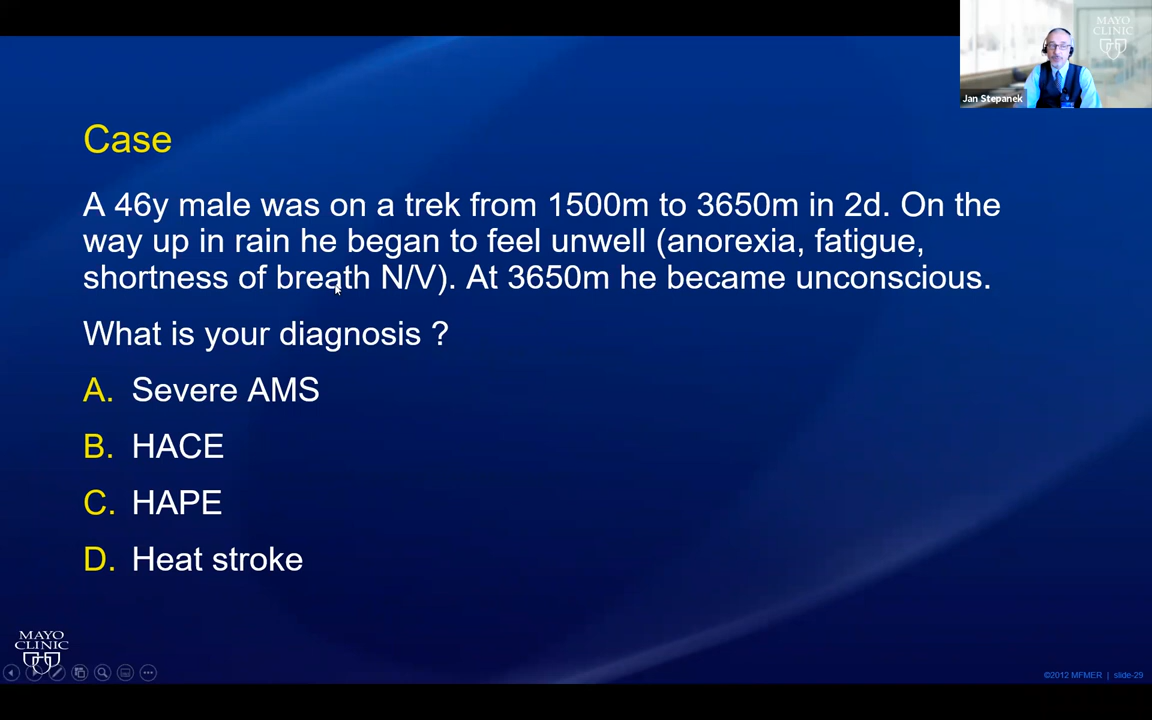 MAYO
CLINIC
Jan Stepanek
Case
A 46y male was on a trek from 1500m to 3650m in 2d. On the
way up in rain he began to feel unwell (anorexia, fatigue,
shortness of breath N/V). At 3650m he became unconscious.
What is your diagnosis ?
A. Severe AMS
B. HACE
C. HAPE
D. Heat stroke
MAYO
CLINIC
©2012 MFMER | slide-29